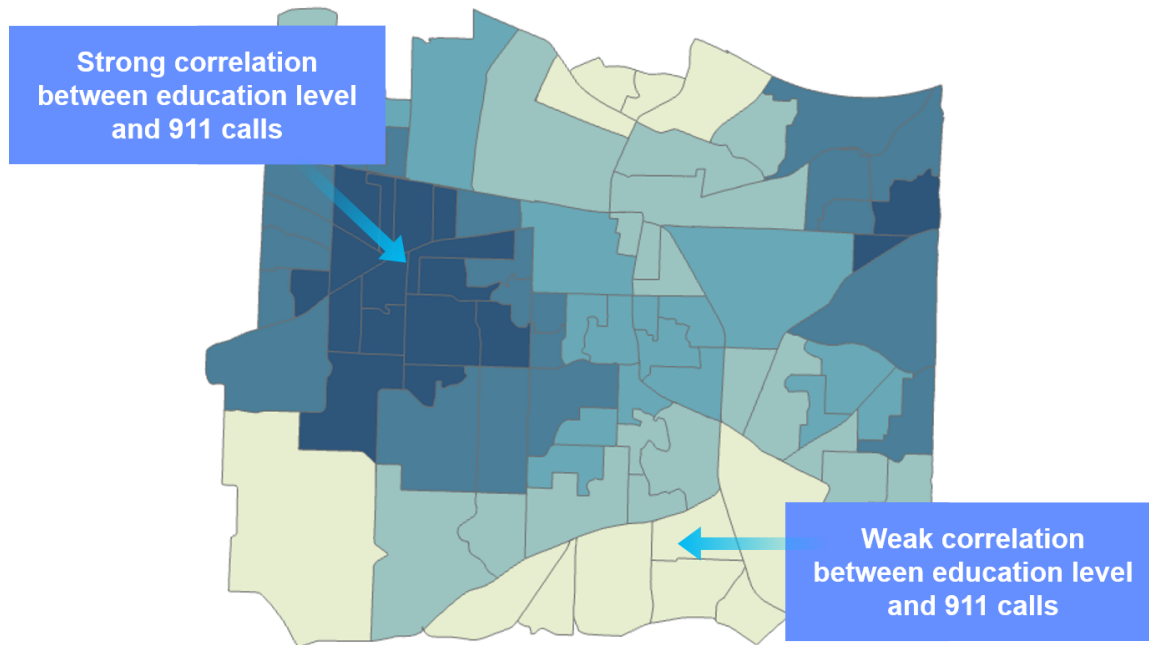 Strong correlation
between education level
and 911 calls
Weak correlation
between education level
and 911 calls